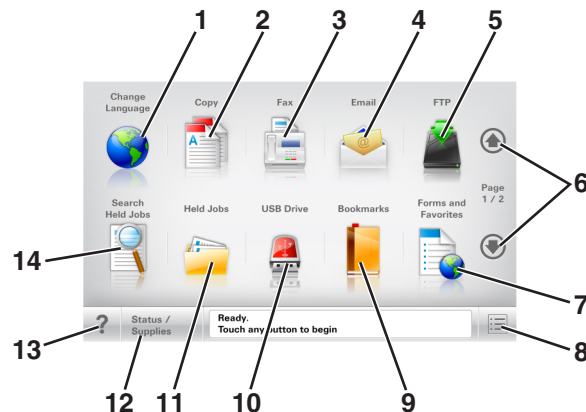 1 2 3 4 5
Change
Language
Copy
Fax
Email
FTP
A
@
6
Page
1 / 2
Search
Held Jobs
Held Jobs
USB Drive
Bookmarks
Forms and
Favorites
14
7
?
Status /
Supplies
Ready.
Touch any button to begin
13
8
12 11 10 9